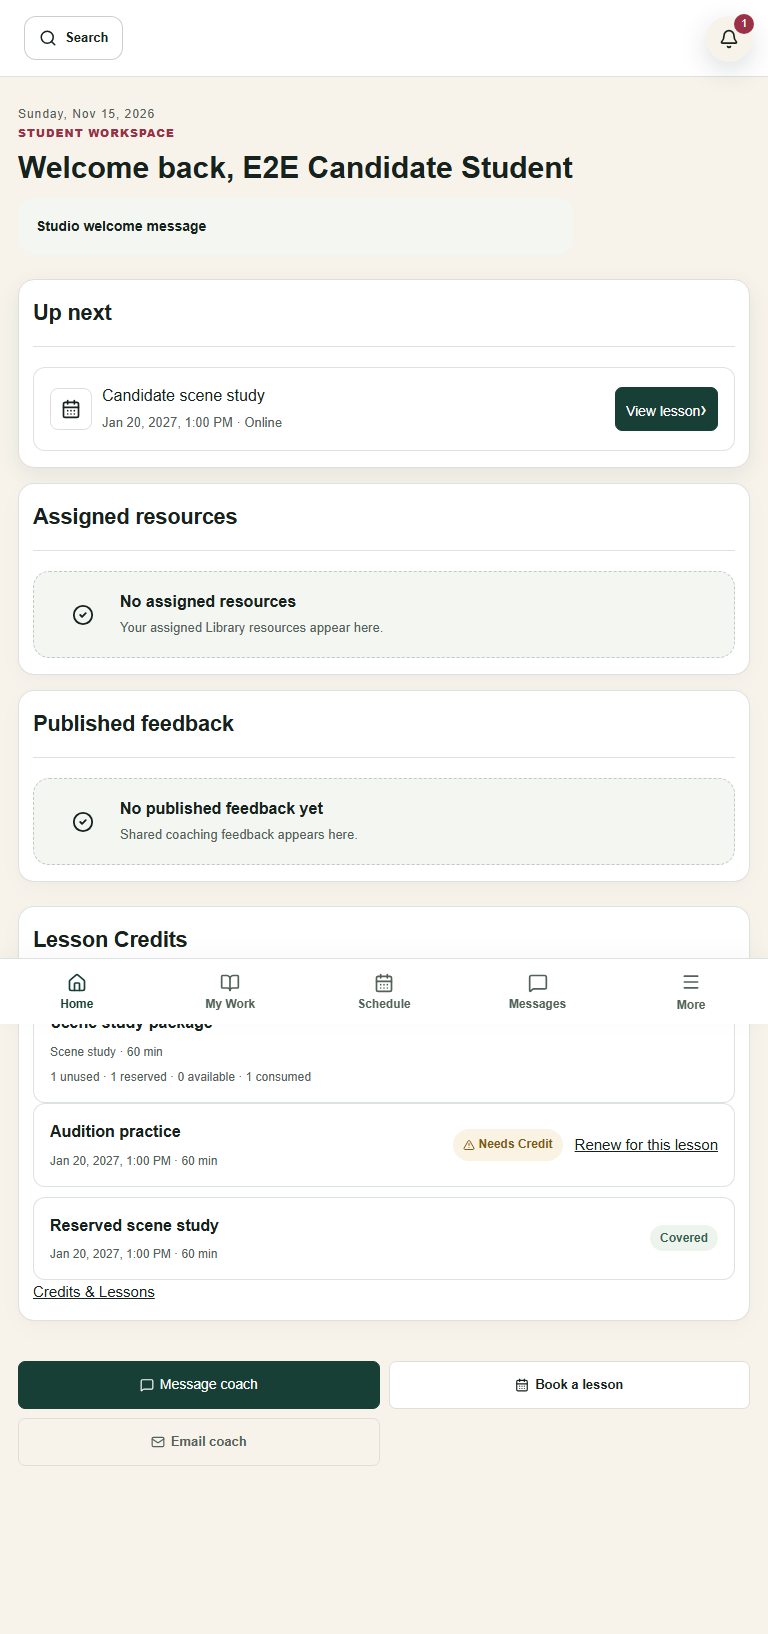 Search
1
Sunday, Nov 15, 2026
STUDENT WORKSPACE
Welcome back, E2E Candidate Student
Studio welcome message
Up next
Candidate scene study
Jan 20, 2027, 1:00 PM · Online
View lesson›
Assigned resources
No assigned resources
Your assigned Library resources appear here.
Published feedback
No published feedback yet
Shared coaching feedback appears here.
Lesson Credits
Home
My Work
Schedule
Messages
More
Scene study package
Scene study · 60 min
1 unused · 1 reserved · 0 available · 1 consumed
Audition practice
Jan 20, 2027, 1:00 PM · 60 min
Needs Credit
Renew for this lesson
Reserved scene study
Jan 20, 2027, 1:00 PM · 60 min
Covered
Credits & Lessons
Message coach
Book a lesson
Email coach